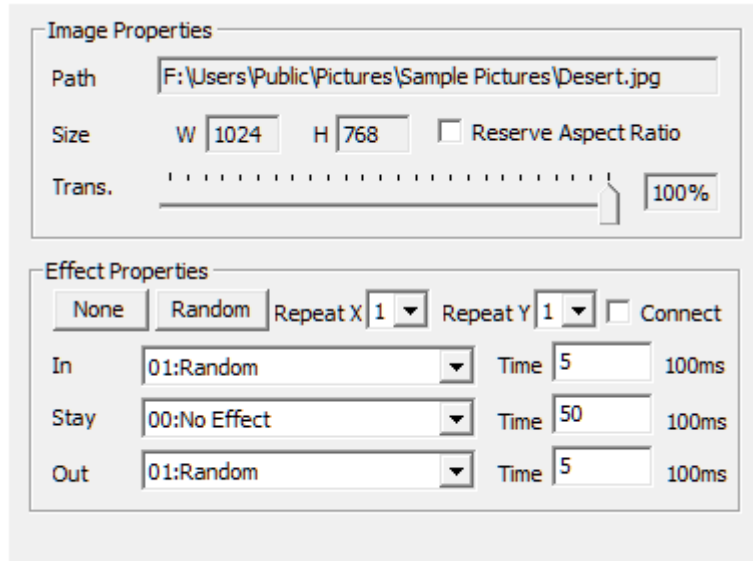 Image Properties
Path F:\Users\Public\Pictures\Sample Pictures\Desert.jpg
Size W 1024 H 768 Reserve Aspect Ratio
Trans. 100%
Effect Properties
None Random Repeat X 1 Repeat Y 1 Connect
In 01:Random Time 5 100ms
Stay 00:No Effect Time 50 100ms
Out 01:Random Time 5 100ms